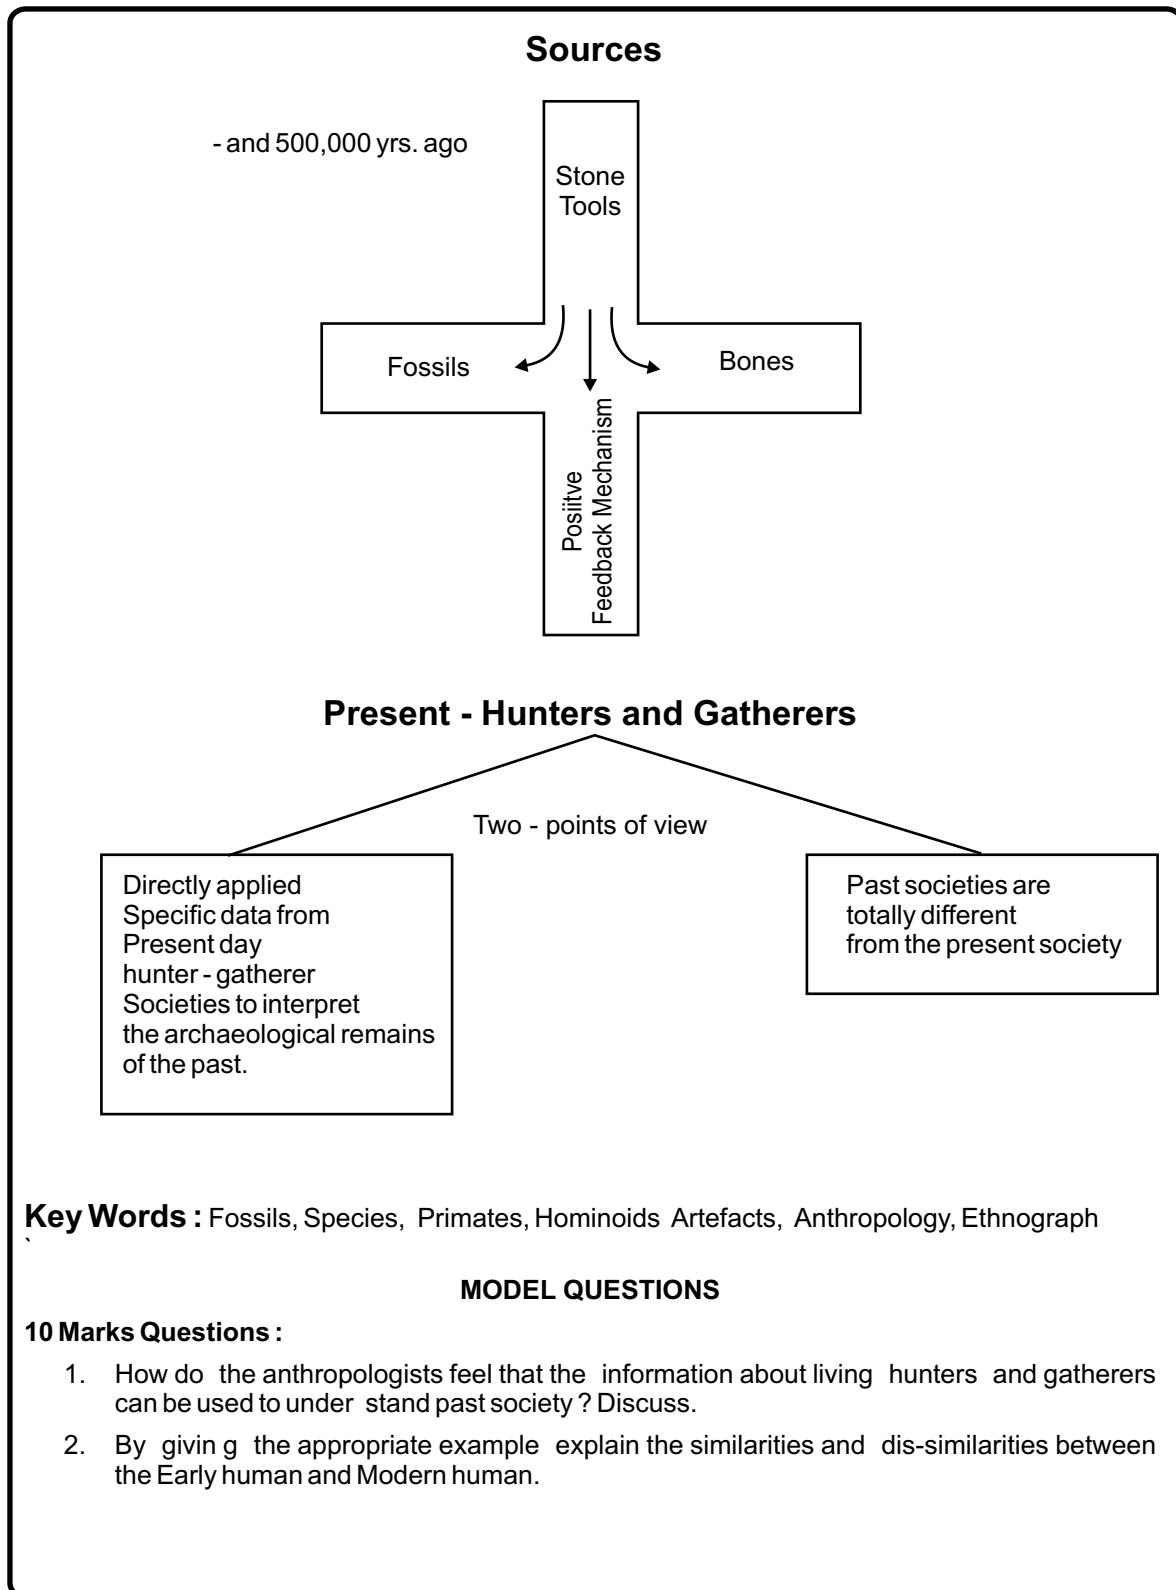 Sources
- and 500,000 yrs. ago
Stone
Tools
Fossils
Bones
Posiitve
Feedback Mechanism
Present - Hunters and Gatherers
Two - points of view
Directly applied
Specific data from
Present day
hunter - gatherer
Societies to interpret
the archaeological remains
of the past.
Past societies are
totally different
from the present society
Key Words : Fossils, Species, Primates, Hominoids Artefacts, Anthropology, Ethnograph
`
MODEL QUESTIONS
10 Marks Questions :
1. How do the anthropologists feel that the information about living hunters and gatherers
can be used to under stand past society ? Discuss.
2. By givin g the appropriate example explain the similarities and dis-similarities between
the Early human and Modern human.